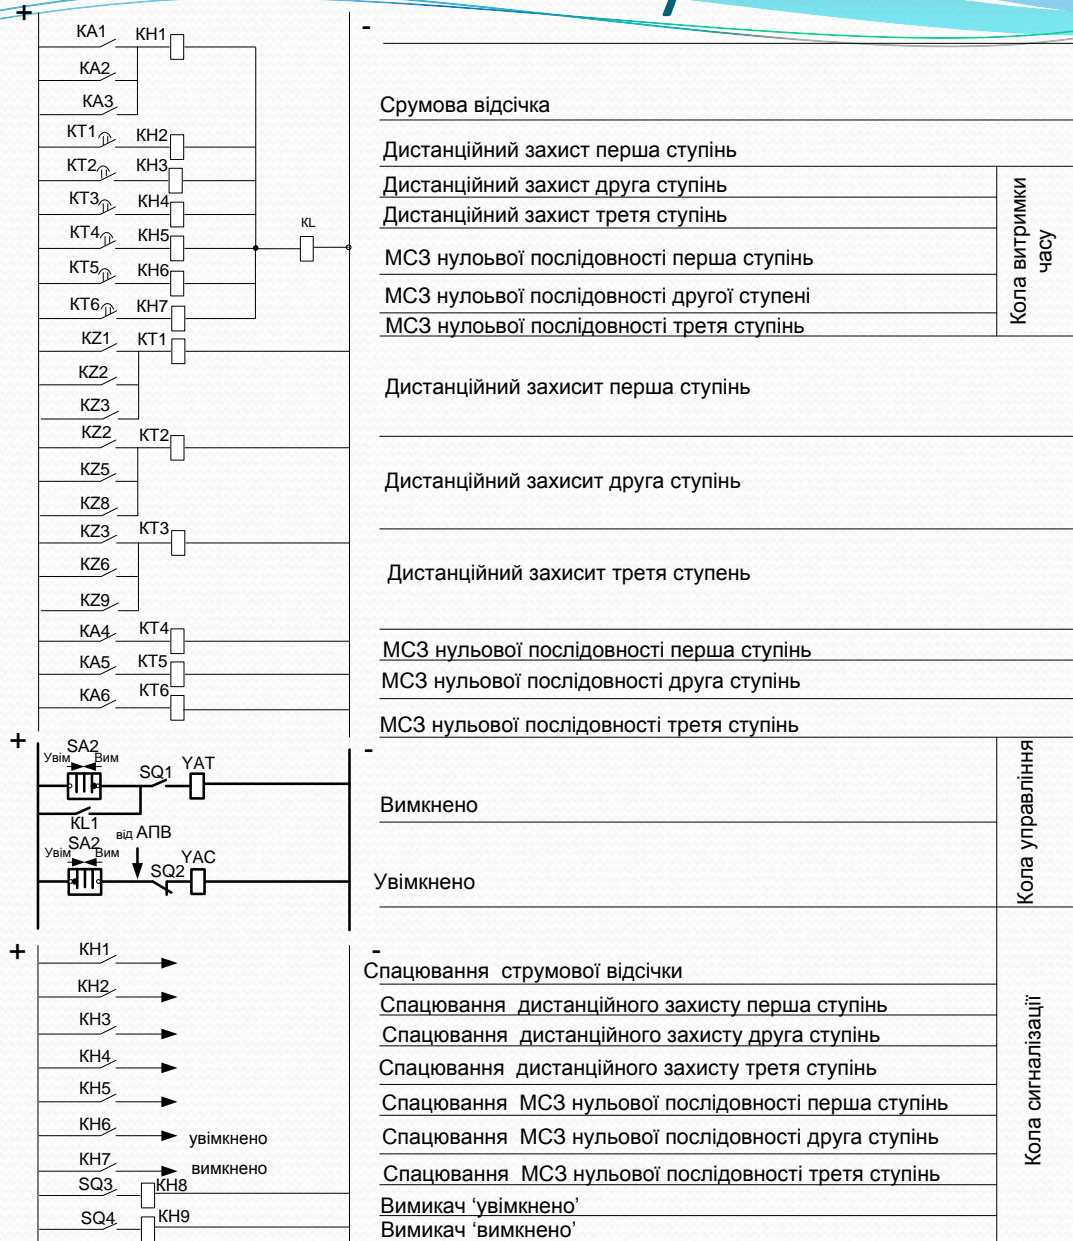 +
-
KA1 KH1
KA2
KA3
Срумова відсічка
KT1 KH2
Дистанційний захист перша ступінь
KT2 KH3
Дистанційний захист друга ступінь
KT3 KH4
Дистанційний захист третя ступінь
KT4 KH5 KL
МСЗ нулоьвої послідовності перша ступінь
KT5 KH6
МСЗ нулоьвої послідовності другої ступені
KT6 KH7
МСЗ нулоьвої послідовності третя ступінь
Кола витримки
часу
KZ1 KT1
KZ2
KZ3
Дистанційний захисит перша ступінь
KZ2 KT2
KZ5
KZ8
Дистанційний захисит друга ступінь
KZ3 KT3
KZ6
KZ9
Дистанційний захисит третя ступень
KA4 KT4
МСЗ нульової послідовності перша ступінь
KA5 KT5
МСЗ нульової послідовності друга ступінь
KA6 KT6
МСЗ нульової послідовності третя ступінь
+
-
SA2
Увім Вим
SQ1 YAT
KL1
Вимкнено
SA2
Увім Вим
від АПВ
SQ2 YAC
Увімкнено
Кола управління
+
-
KH1
Спацювання струмової відсічки
KH2
Спацювання дистанційного захисту перша ступінь
KH3
Спацювання дистанційного захисту друга ступінь
KH4
Спацювання дистанційного захисту третя ступінь
KH5
Спацювання МСЗ нульової послідовності перша ступінь
KH6 увімкнено
Спацювання МСЗ нульової послідовності друга ступінь
KH7 вимкнено
Спацювання МСЗ нульової послідовності третя ступінь
SQ3 KH8
Вимикач ‘увімкнено’
SQ4 KH9
Вимикач ‘вимкнено’
Кола сигналізації